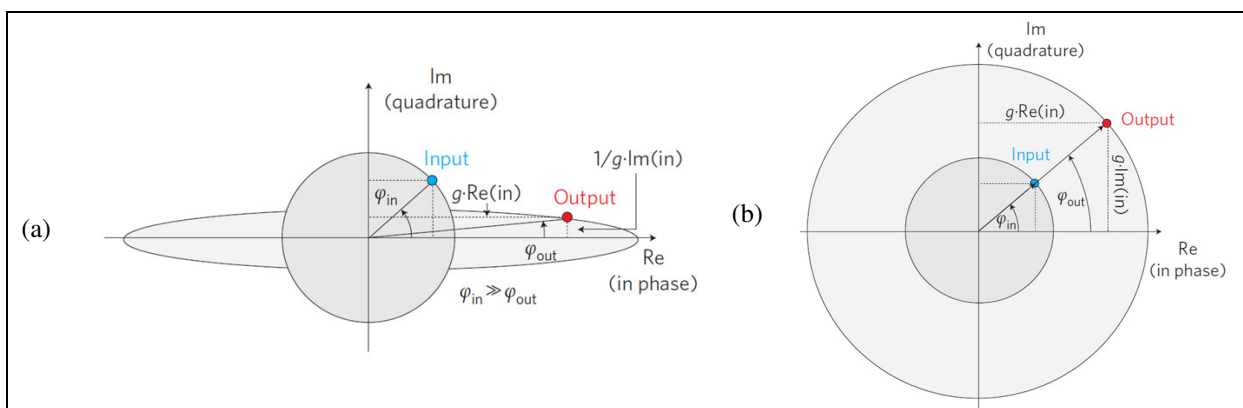 (a)
Im
(quadrature)
Input
φin
g·Re(in)
1/g·Im(in)
Output
φout
Re
(in phase)
φin ≫ φout
(b)
Im
(quadrature)
g·Re(in)
Output
Input
φin
φout
g·Im(in)
Re
(in phase)